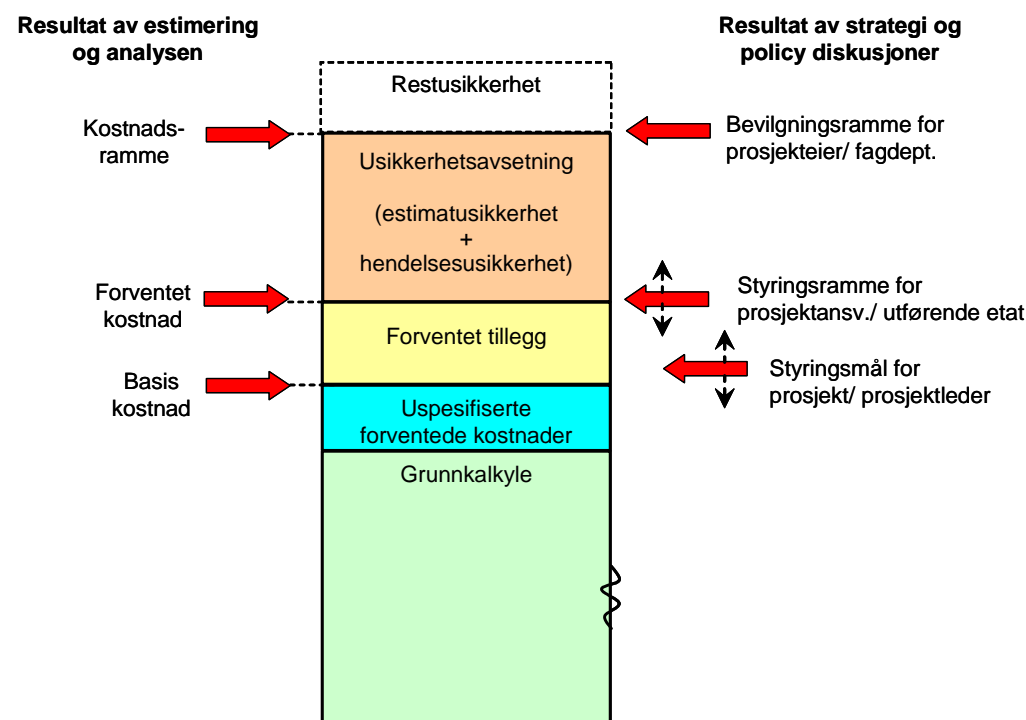 Resultat av estimering
og analysen
Resultat av strategi og
policy diskusjoner
Restusikkerhet
Kostnads-
ramme
Bevilgningsramme for
prosjekteier/ fagdept.
Usikkerhetsavsetning
(estimatusikkerhet
+
hendelsesusikkerhet)
Forventet
kostnad
Styringsramme for
prosjektansv./ utførende etat
Forventet tillegg
Styringsmål for
prosjekt/ prosjektleder
Basis
kostnad
Uspesifiserte
forventede kostnader
Grunnkalkyle